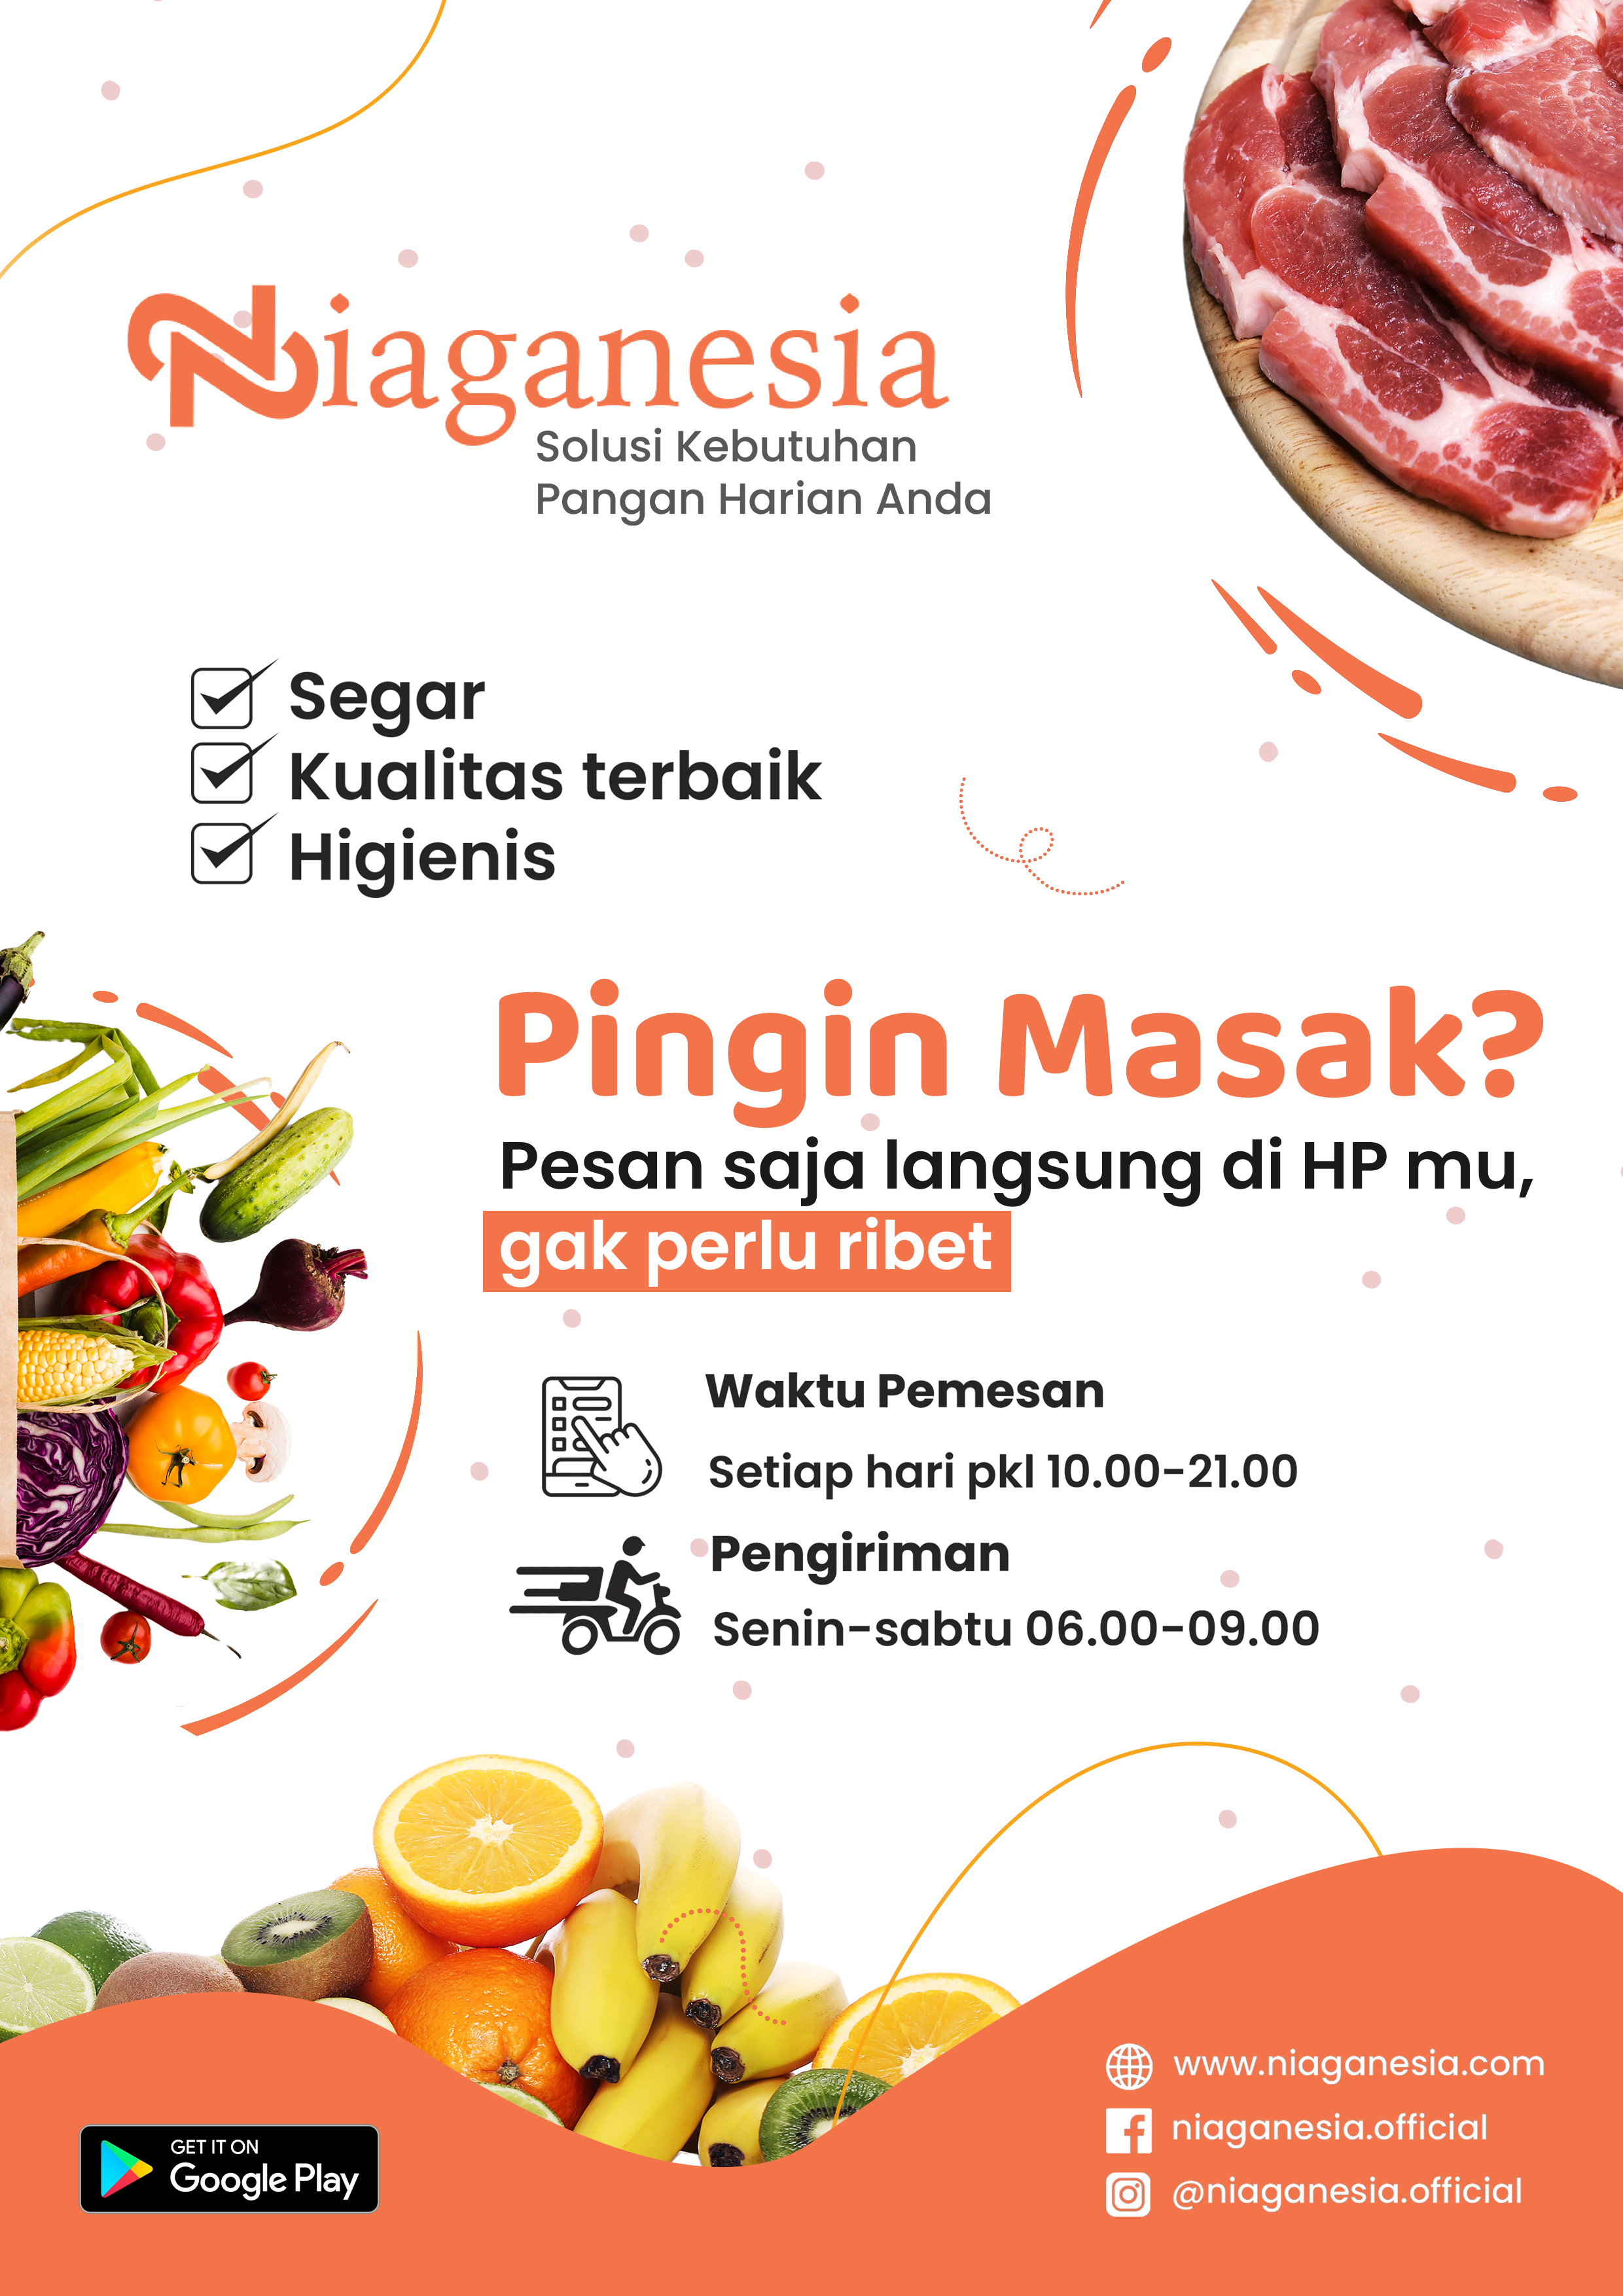 Niaganesia
Solusi Kebutuhan
Pangan Harian Anda
Segar
Kualitas terbaik
Higienis
Pingin Masak?
Pesan saja langsung di HP mu,
gak perlu ribet
Waktu Pemesan
Setiap hari pkl 10.00-21.00
Pengiriman
Senin-sabtu 06.00-09.00
www.niaganesia.com
niaganesia.official
@niaganesia.official
GET IT ON
Google Play